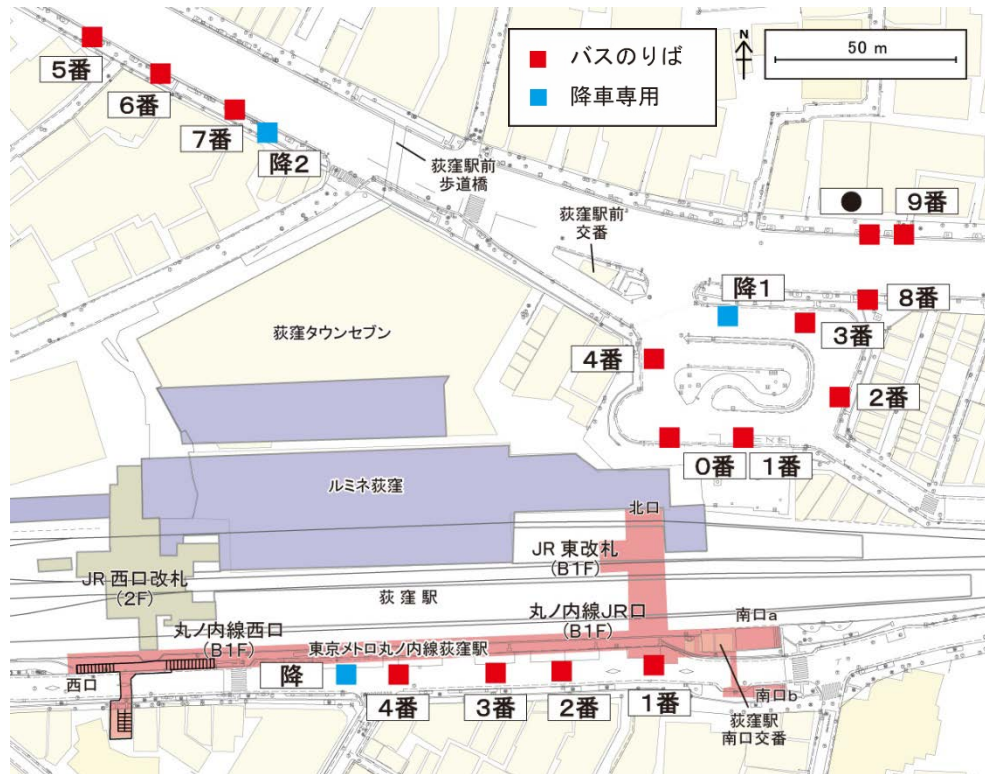 N
50 m
バスのりば
降車専用
5番
6番
7番
降2
荻窪駅前
歩道橋
荻窪駅前
交番
●
9番
8番
降1
3番
4番
2番
0番
1番
荻窪タウンセブン
ルミネ荻窪
北口
JR 東改札
(B1F)
JR 西口改札
(2F)
荻窪駅
丸ノ内線JR口
(B1F)
丸ノ内線西口
(B1F)
東京メトロ丸ノ内線荻窪駅
南口a
西口
降
4番
3番
2番
1番
南口b
荻窪駅
南口交番